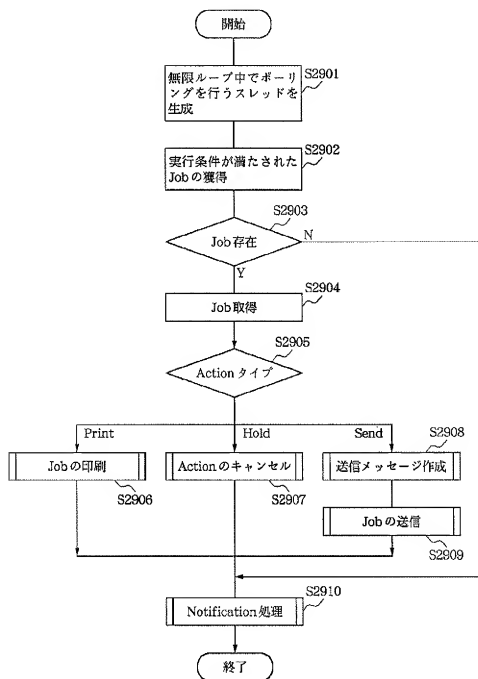 開始
S2901
無限ループ中でポー
リングを行うスレッドを
生成
S2902
実行条件が満たされた
Jobの獲得
S2903
Job存在
N
Y
S2904
Job取得
S2905
Actionタイプ
Print
Hold
Send
S2908
Jobの印刷
Actionのキャンセル
送信メッセージ作成
S2906
S2907
Jobの送信
S2909
S2910
Notification処理
終了